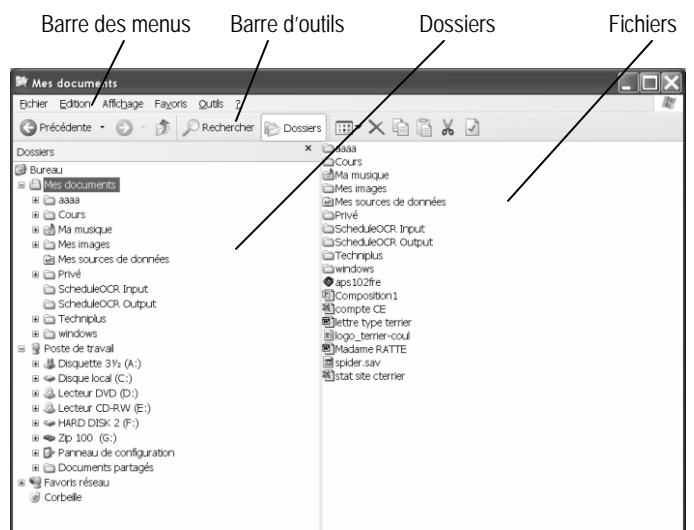 Barre des menus Barre d'outils Dossiers Fichiers
Mes documents
Fichier Edition Affichage Favoris Outils ?
Précédente Rechercher Dossiers
Dossiers
Bureau
Mes documents
aaaa
Cours
Ma musique
Mes images
Mes sources de données
Privé
ScheduleOCR Input
ScheduleOCR Output
Techniplus
windows
Poste de travail
Disquette 3½ (A:)
Disque local (C:)
Lecteur DVD (D:)
Lecteur CD-RW (E:)
HARD DISK 2 (F:)
Zip 100 (G:)
Panneau de configuration
Documents partagés
Favoris réseau
Corbeille
aaaa
Cours
Ma musique
Mes images
Mes sources de données
Privé
ScheduleOCR Input
ScheduleOCR Output
Techniplus
windows
aps102fre
Composition1
compte CE
lettre type terrier
logo_terrier-coul
Madame RATTE
spider.sav
stat site cterrier